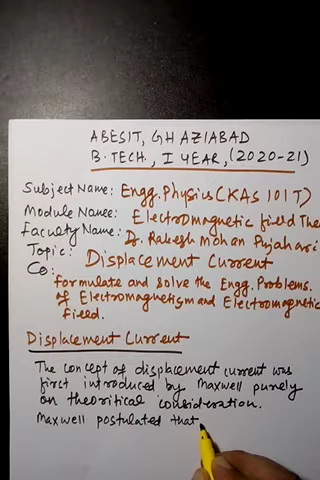 ABESIT, GHAZIABAD
B.TECH., I YEAR, (2020-21)
Subject Name: Engg. Physics (KAS 101T)
Module Name: Electromagnetic field The
Faculty Name: Dr. Rakesh Mohan Pujahari
Topic: Displacement Current
CO: formulate and solve the Engg. Problems
of Electromagnetism and Electromagnetic
field.
Displacement Current
The concept of displacement current was
first introduced by Maxwell purely
on theoritical consideration.
Maxwell postulated that